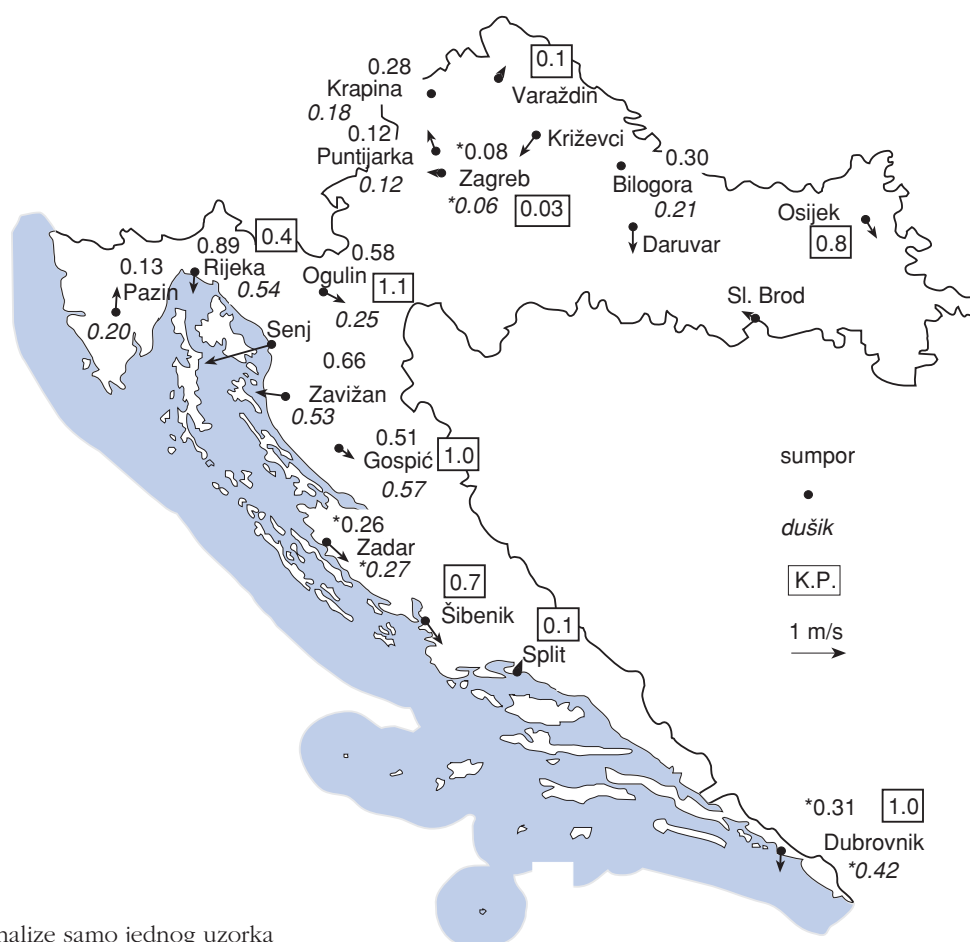 0.28
Krapina
0.18
0.1
Varaždin
0.12
Puntijarka
0.12
*0.08
Zagreb
*0.06
0.03
Križevci
0.30
Bilogora
0.21
Daruvar
Osijek
0.8
Sl. Brod
0.13
Pazin
0.20
0.89
0.4
Rijeka
0.54
0.58
Ogulin
1.1
0.25
Senj
0.66
Zavižan
0.53
0.51
Gospić
1.0
0.57
*0.26
Zadar
*0.27
0.7
Šibenik
0.1
Split
*0.31
1.0
Dubrovnik
*0.42
sumpor
dušik
K.P.
1 m/s
nalize samo jednog uzorka